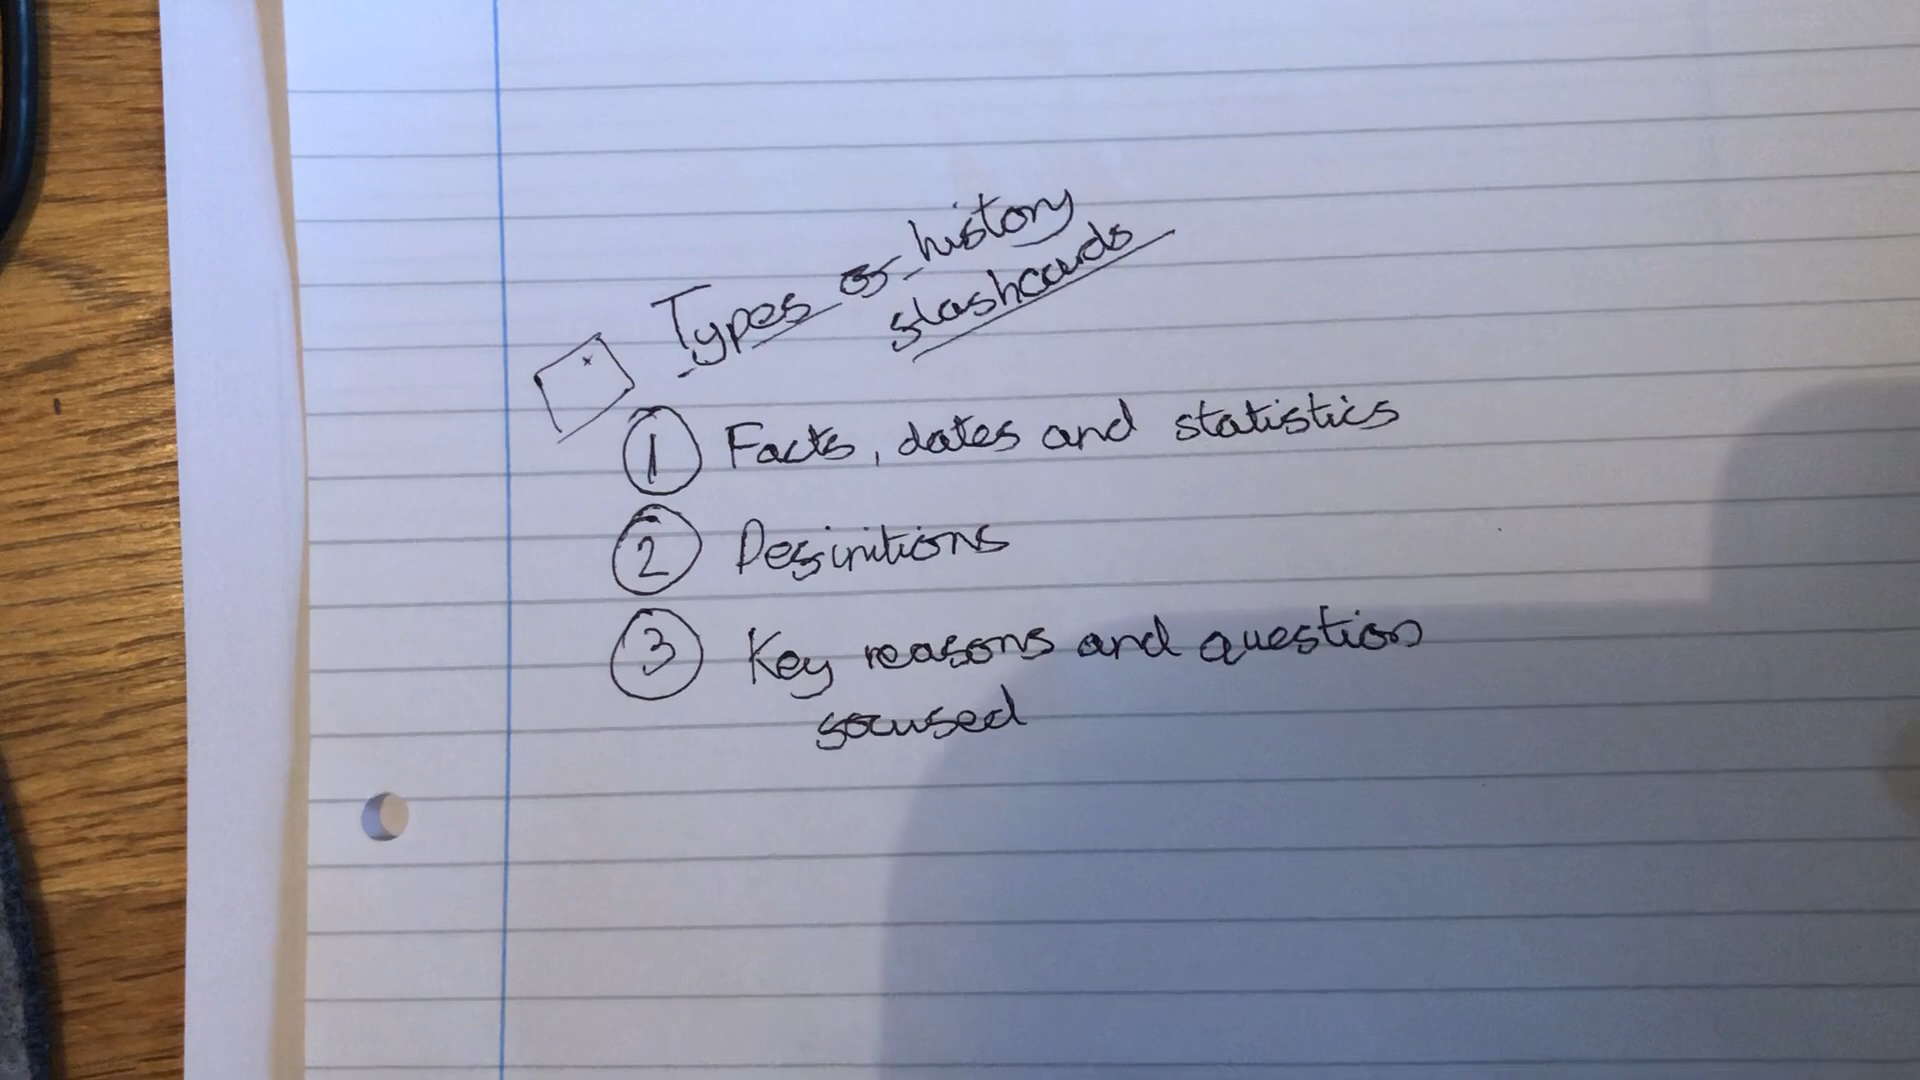 Types of history
flashcards
1 Facts, dates and statistics
2 Definitions
3 Key reasons and question
focused